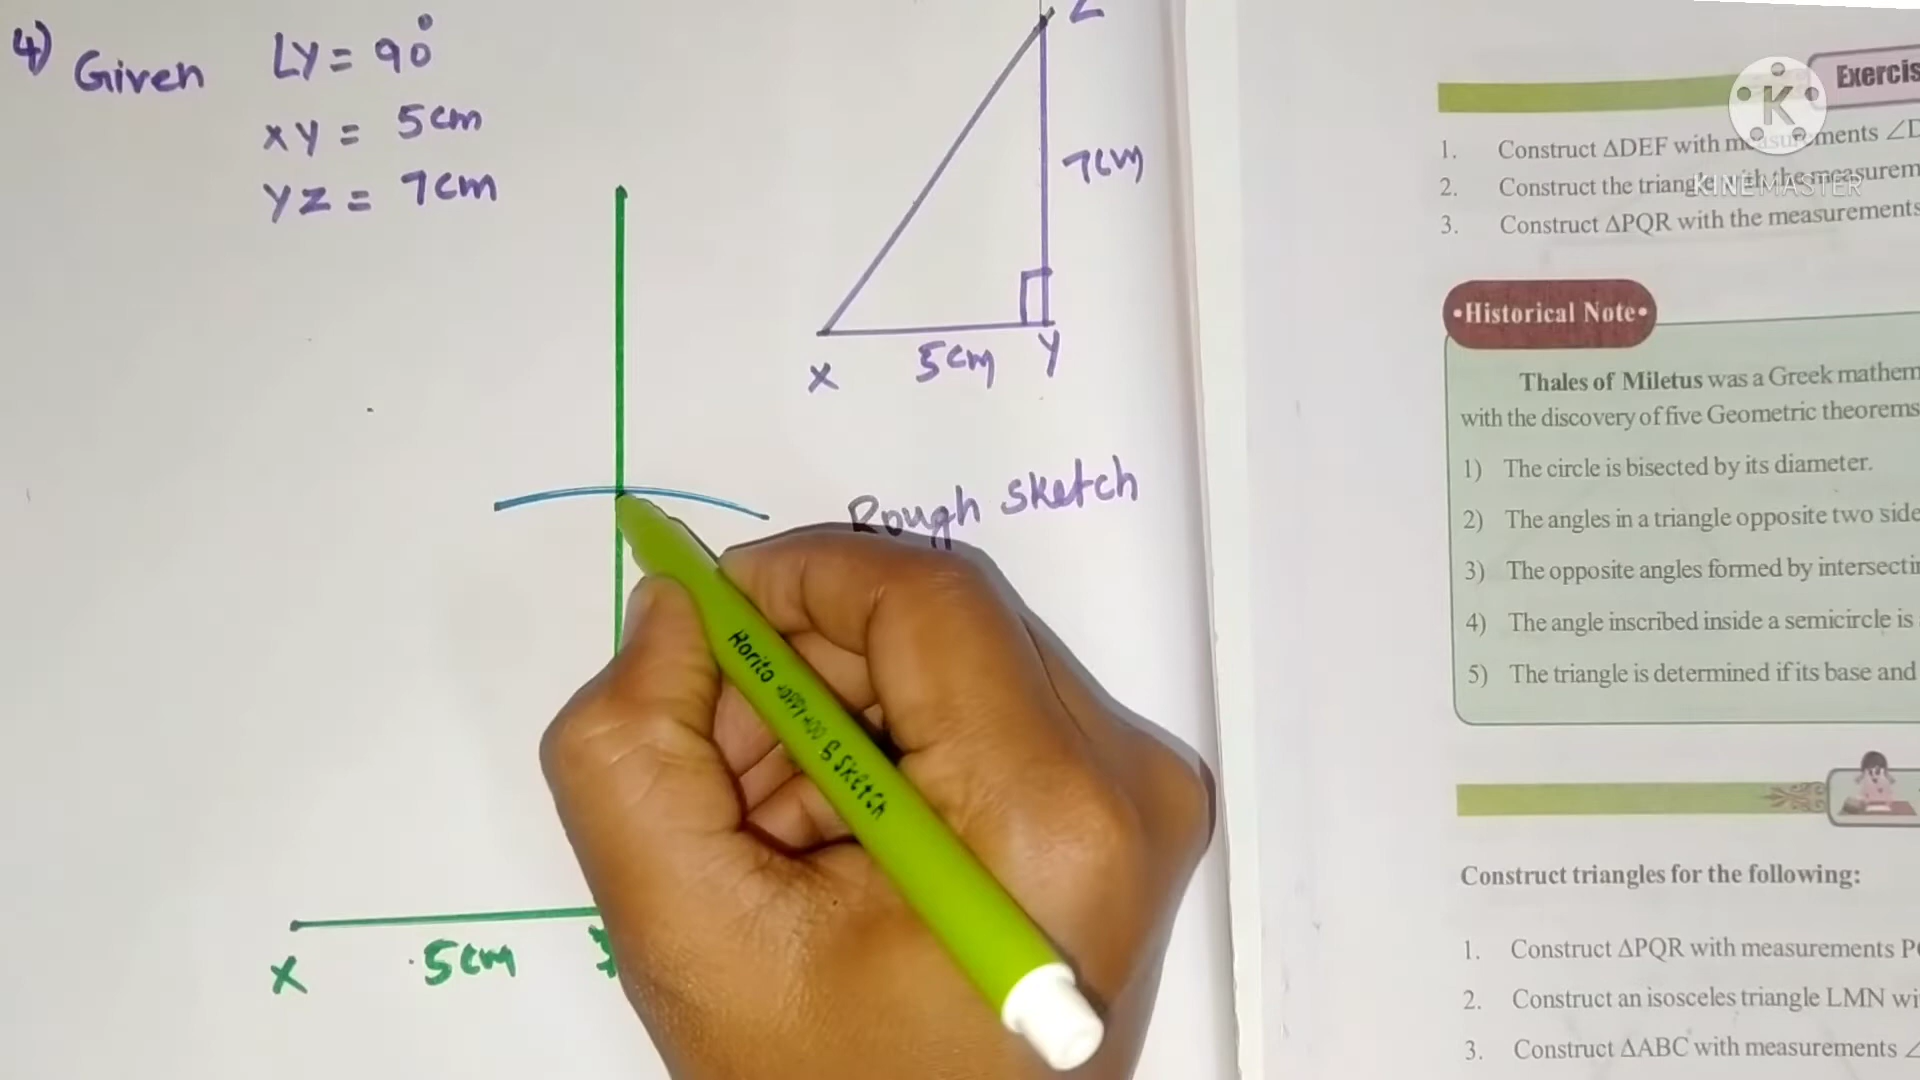 4) Given LY = 90°
XY = 5cm
YZ = 7cm
Z
7cm
X 5cm Y
Rough sketch
X 5cm
Horito HAPPY HOO G SKETCH
K
KINEMASTER
Exercis
1. Construct ΔDEF with measurements ∠D
2. Construct the triangle with the measurem
3. Construct ΔPQR with the measurements
•Historical Note•
Thales of Miletus was a Greek mathem
with the discovery of five Geometric theorems
1) The circle is bisected by its diameter.
2) The angles in a triangle opposite two side
3) The opposite angles formed by intersectin
4) The angle inscribed inside a semicircle is
5) The triangle is determined if its base and
Construct triangles for the following:
1. Construct ΔPQR with measurements PQ
2. Construct an isosceles triangle LMN wi
3. Construct ΔABC with measurements ∠